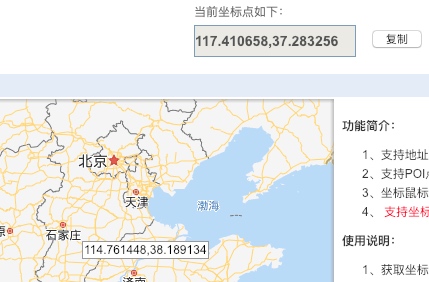 当前坐标点如下:
117.410658,37.283256
复制
功能简介:
1、支持地址
2、支持POI
3、坐标鼠标
4、 支持坐标
使用说明:
1、获取坐标
北京
天津
渤海
石家庄
114.761448,38.189134
济南